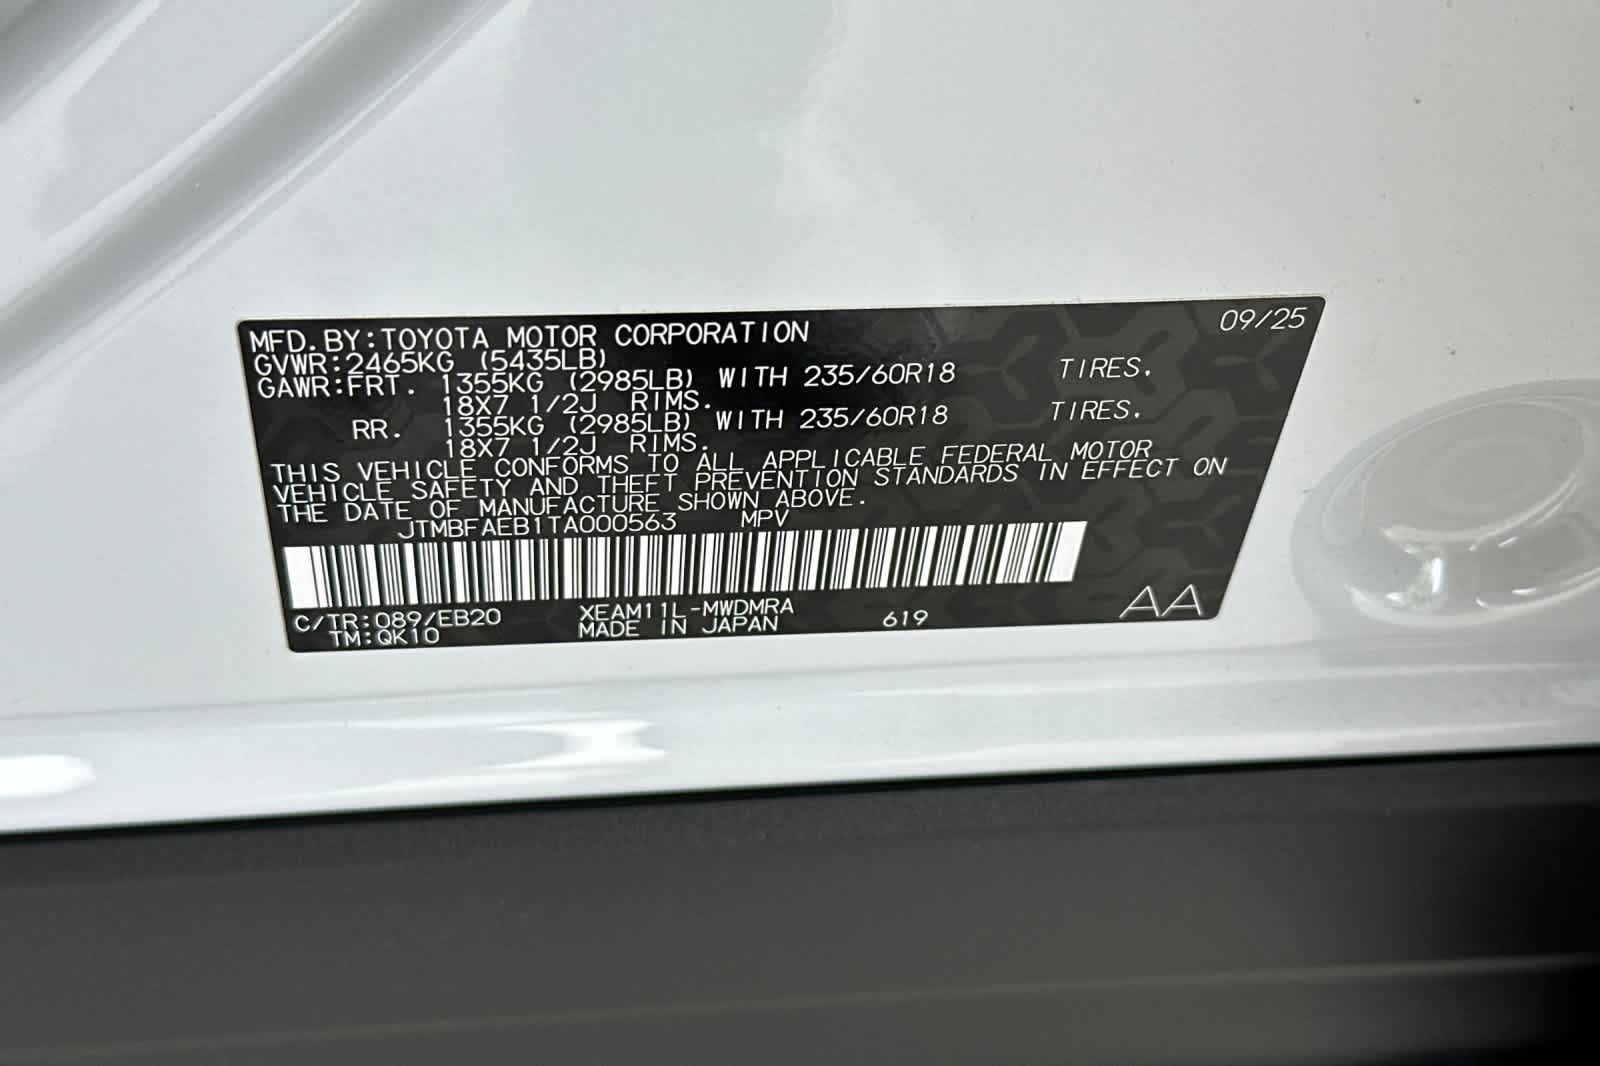 09/25
MFD.BY:TOYOTA MOTOR CORPORATION
GVWR:2465KG (5435LB)
GAWR:FRT. 1355KG (2985LB) WITH 235/60R18 TIRES.
18X7 1/2J RIMS.
RR. 1355KG (2985LB) WITH 235/60R18 TIRES.
18X7 1/2J RIMS.
THIS VEHICLE CONFORMS TO ALL APPLICABLE FEDERAL MOTOR
VEHICLE SAFETY AND THEFT PREVENTION STANDARDS IN EFFECT ON
THE DATE OF MANUFACTURE SHOWN ABOVE.
JTMBFAEB1TA000563 MPV
C/TR:089/EB20 XEAM11L-MWDMRA
TM:QK10 MADE IN JAPAN 619 AA